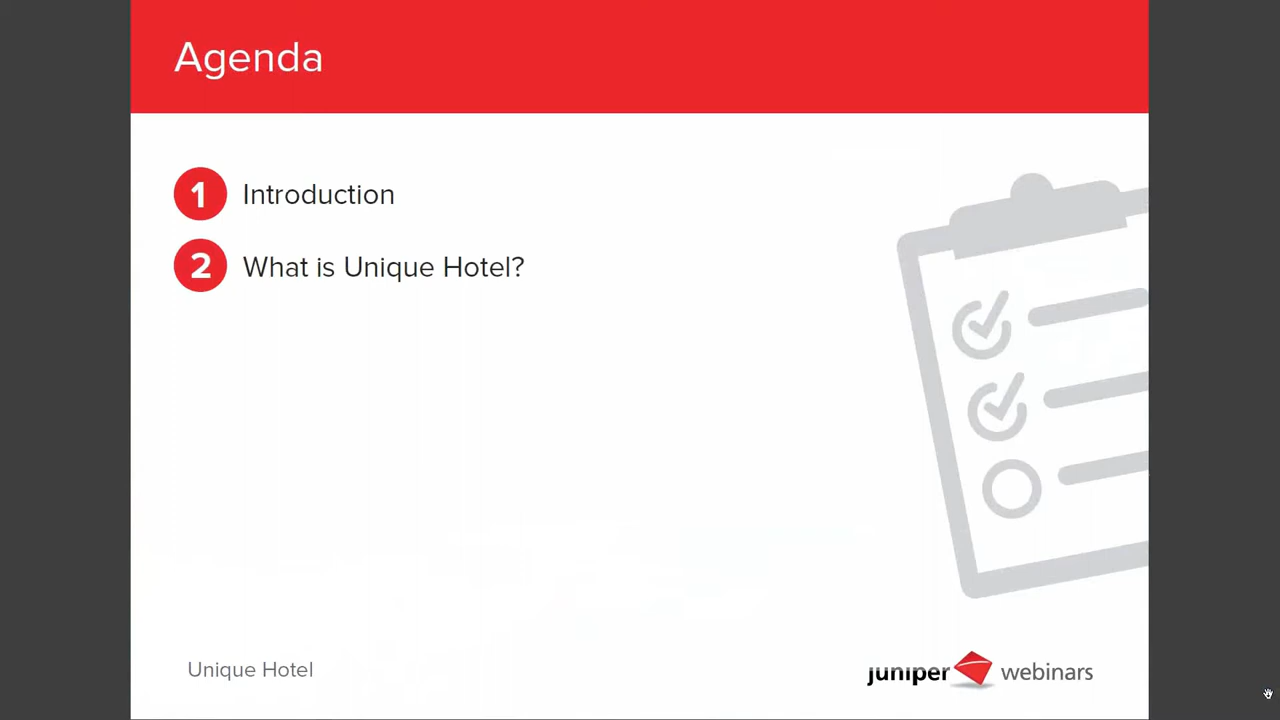 Agenda
1 Introduction
2 What is Unique Hotel?
Unique Hotel
juniper webinars